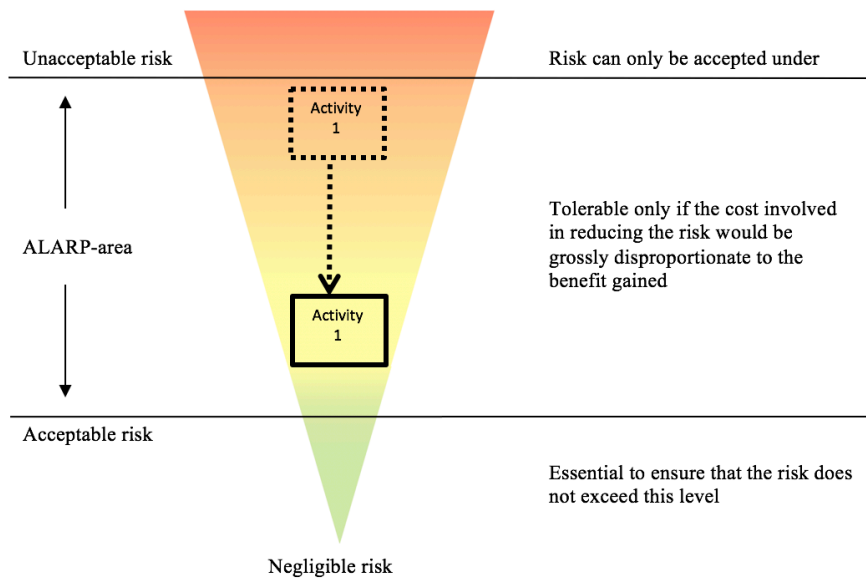 Unacceptable risk
Risk can only be accepted under
Activity
1
ALARP-area
Tolerable only if the cost involved
in reducing the risk would be
grossly disproportionate to the
benefit gained
Activity
1
Acceptable risk
Essential to ensure that the risk does
not exceed this level
Negligible risk